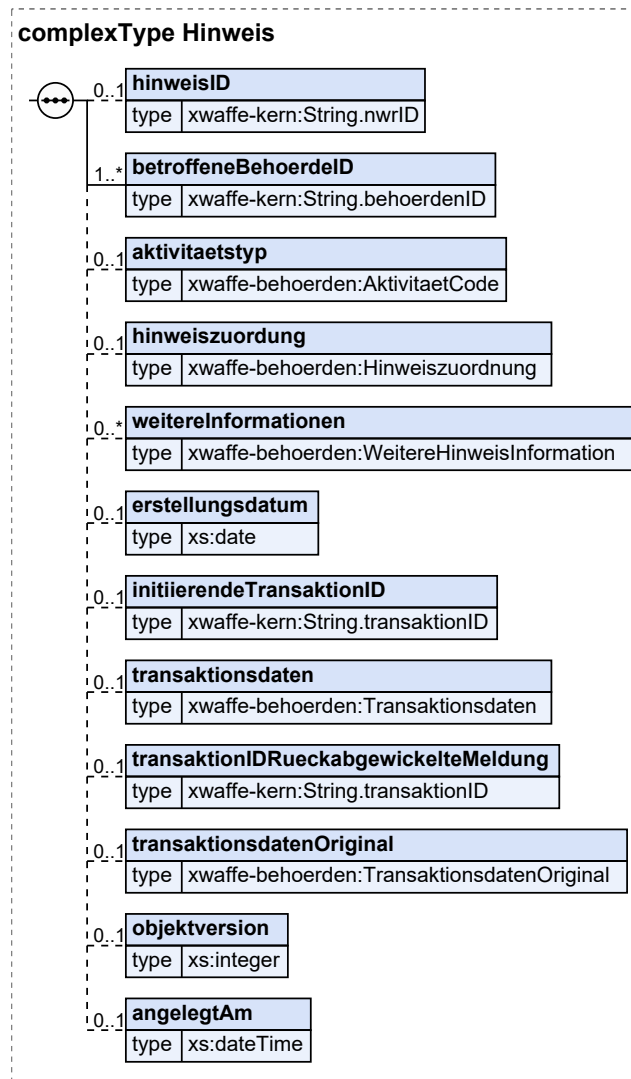 complexType Hinweis
0..1 hinweisID
type xwaffe-kern:String.nwrID
1..* betroffeneBehoerdeID
type xwaffe-kern:String.behoerdenID
0..1 aktivitaetstyp
type xwaffe-behoerden:AktivitaetCode
0..1 hinweiszuordung
type xwaffe-behoerden:Hinweiszuordnung
0..* weitereInformationen
type xwaffe-behoerden:WeitereHinweisInformation
0..1 erstellungsdatum
type xs:date
0..1 initiierendeTransaktionID
type xwaffe-kern:String.transaktionID
0..1 transaktionsdaten
type xwaffe-behoerden:Transaktionsdaten
0..1 transaktionIDRueckabgewickelteMeldung
type xwaffe-kern:String.transaktionID
0..1 transaktionsdatenOriginal
type xwaffe-behoerden:TransaktionsdatenOriginal
0..1 objektversion
type xs:integer
0..1 angelegtAm
type xs:dateTime